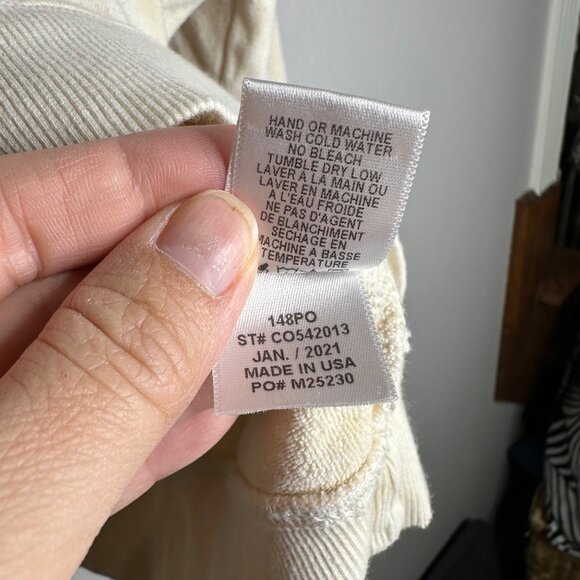 HAND OR MACHINE
WASH COLD WATER
NO BLEACH
TUMBLE DRY LOW
LAVER À LA MAIN OU
LAVER EN MACHINE
A L'EAU FROIDE
NE PAS D'AGENT
DE BLANCHIMENT
SÉCHAGE EN
MACHINE A BASSE
TEMPERATURE
148PO
ST# CO542013
JAN. / 2021
MADE IN USA
PO# M25230